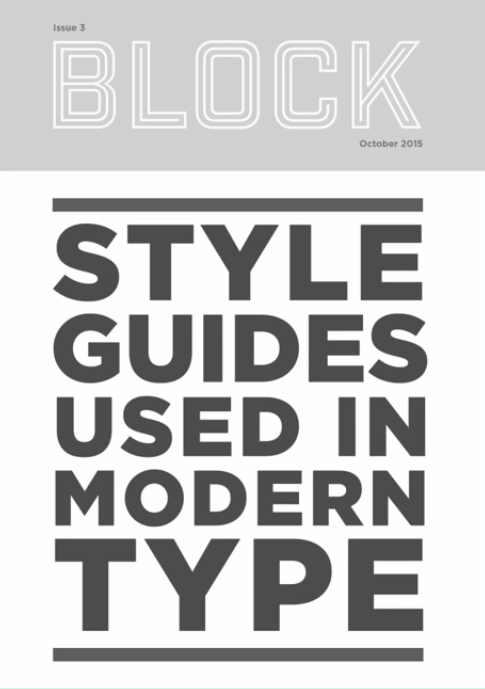 Issue 3
BLOCK
October 2015
STYLE
GUIDES
USED IN
MODERN
TYPE